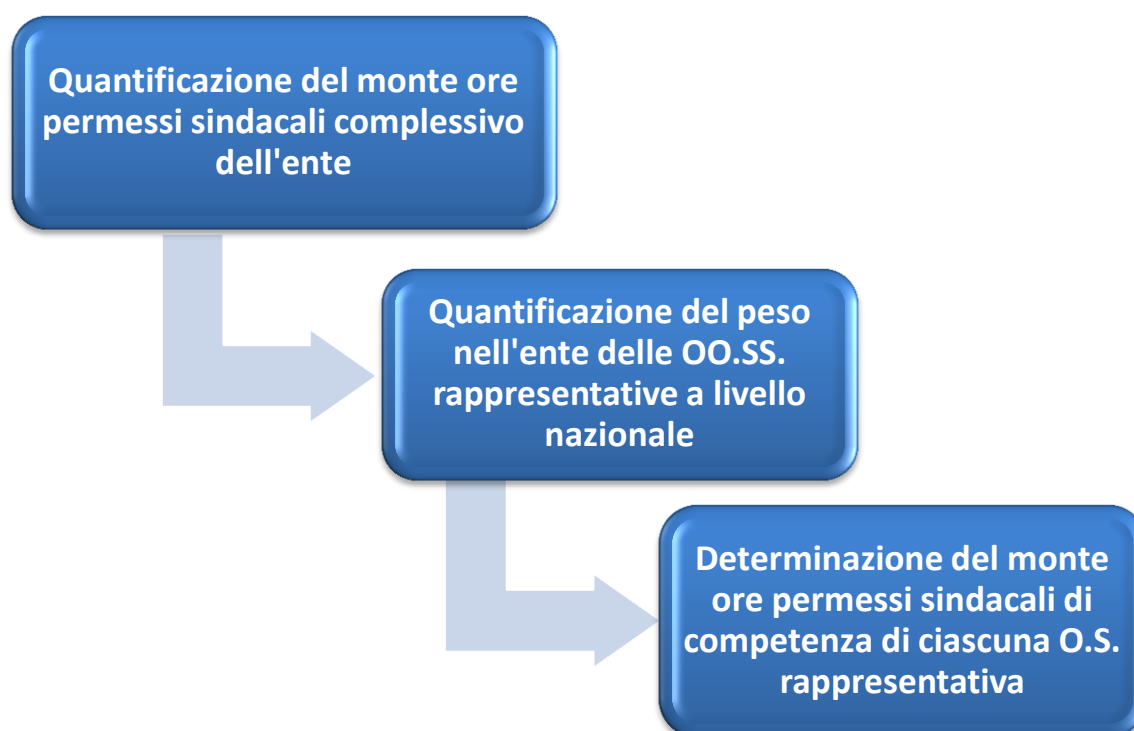 Quantificazione del monte ore
permessi sindacali complessivo
dell'ente
Quantificazione del peso
nell'ente delle OO.SS.
rappresentative a livello
nazionale
Determinazione del monte
ore permessi sindacali di
competenza di ciascuna O.S.
rappresentativa